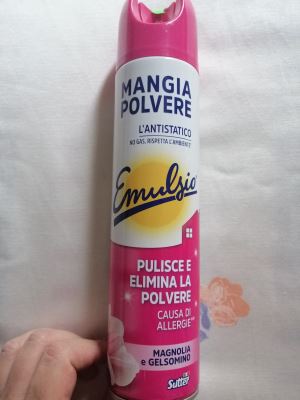 MANGIA
POLVERE
L'ANTISTATICO
NO GAS, RISPETTA L'AMBIENTE*
Emulsio
PULISCE E
ELIMINA LA
POLVERE
CAUSA DI
ALLERGIE
MAGNOLIA
e GELSOMINO
Sutter